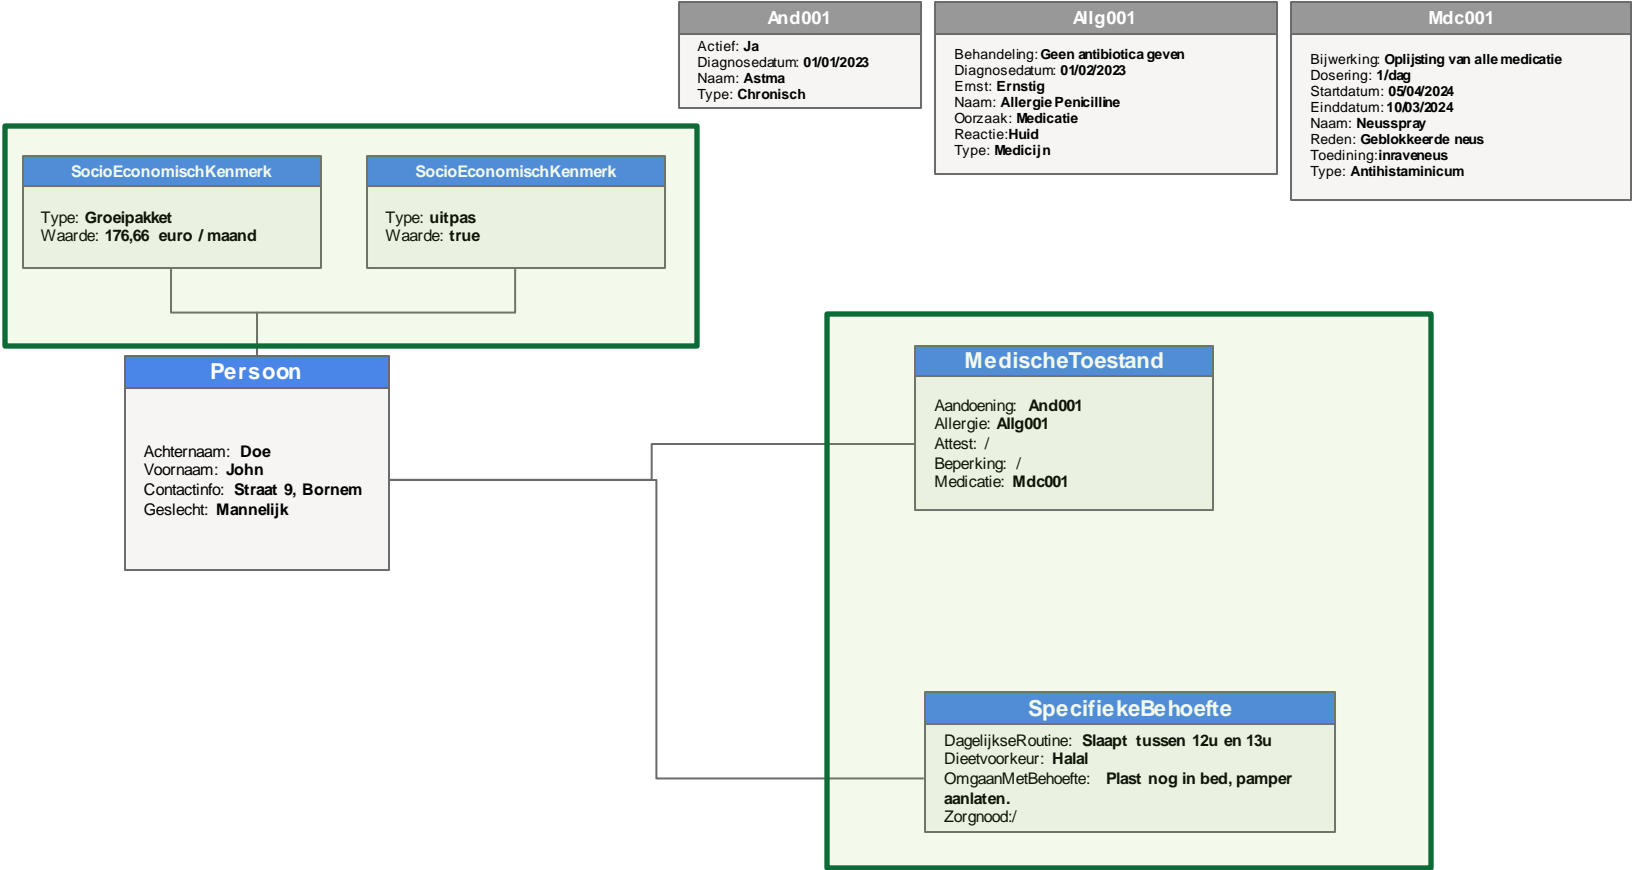 And001
Actief: Ja
Diagnosedatum: 01/01/2023
Naam: Astma
Type: Chronisch
Allg001
Behandeling: Geen antibiotica geven
Diagnosedatum: 01/02/2023
Ernst: Ernstig
Naam: Allergie Penicilline
Oorzaak: Medicatie
Reactie:Huid
Type: Medicijn
Mdc001
Bijwerking: Oplijsting van alle medicatie
Dosering: 1/dag
Startdatum: 05/04/2024
Einddatum: 10/03/2024
Naam: Neusspray
Reden: Geblokkeerde neus
Toedining:inraveneus
Type: Antihistaminicum
SocioEconomischKenmerk
Type: Groeipakket
Waarde: 176,66 euro / maand
SocioEconomischKenmerk
Type: uitpas
Waarde: true
Persoon
Achternaam: Doe
Voornaam: John
Contactinfo: Straat 9, Bornem
Geslecht: Mannelijk
MedischeToestand
Aandoening: And001
Allergie: Allg001
Attest: /
Beperking: /
Medicatie: Mdc001
SpecifiekeBehoefte
DagelijkseRoutine: Slaapt tussen 12u en 13u
Dieetvoorkeur: Halal
OmgaanMetBehoefte: Plast nog in bed, pamper
aanlaten.
Zorgnood:/